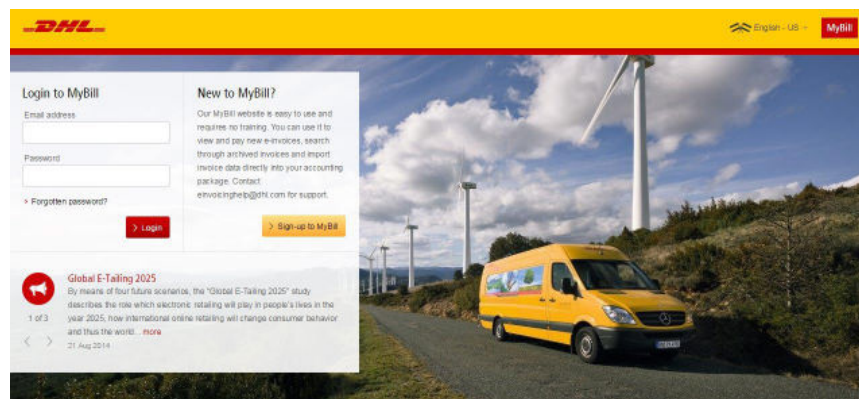 DHL
English - US
MyBill
Login to MyBill
Email address
Password
> Forgotten password?
> Login
New to MyBill?
Our MyBill website is easy to use and
requires no training. You can use it to
view and pay new e-invoices, search
through archived invoices and import
invoice data directly into your accounting
package. Contact
einvoicinghelp@dhl.com for support.
> Sign-up to MyBill
Global E-Tailing 2025
By means of four future scenarios, the "Global E-Tailing 2025" study
describes the role which electronic retailing will play in people's lives in the
year 2025, how international online retailing will change consumer behavior
and thus the world... more
1 of 3
21 Aug 2014